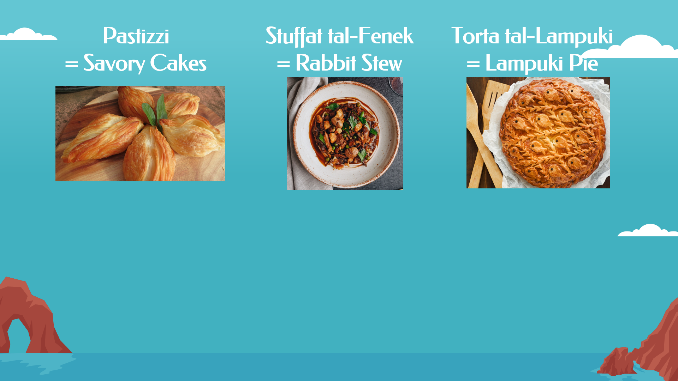 Pastizzi
= Savory Cakes
Stuffat tal-Fenek
= Rabbit Stew
Torta tal-Lampuki
= Lampuki Pie